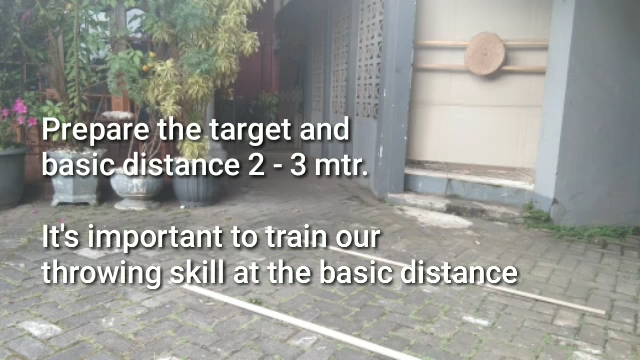 Prepare the target and
basic distance 2 - 3 mtr.
It's important to train our
throwing skill at the basic distance